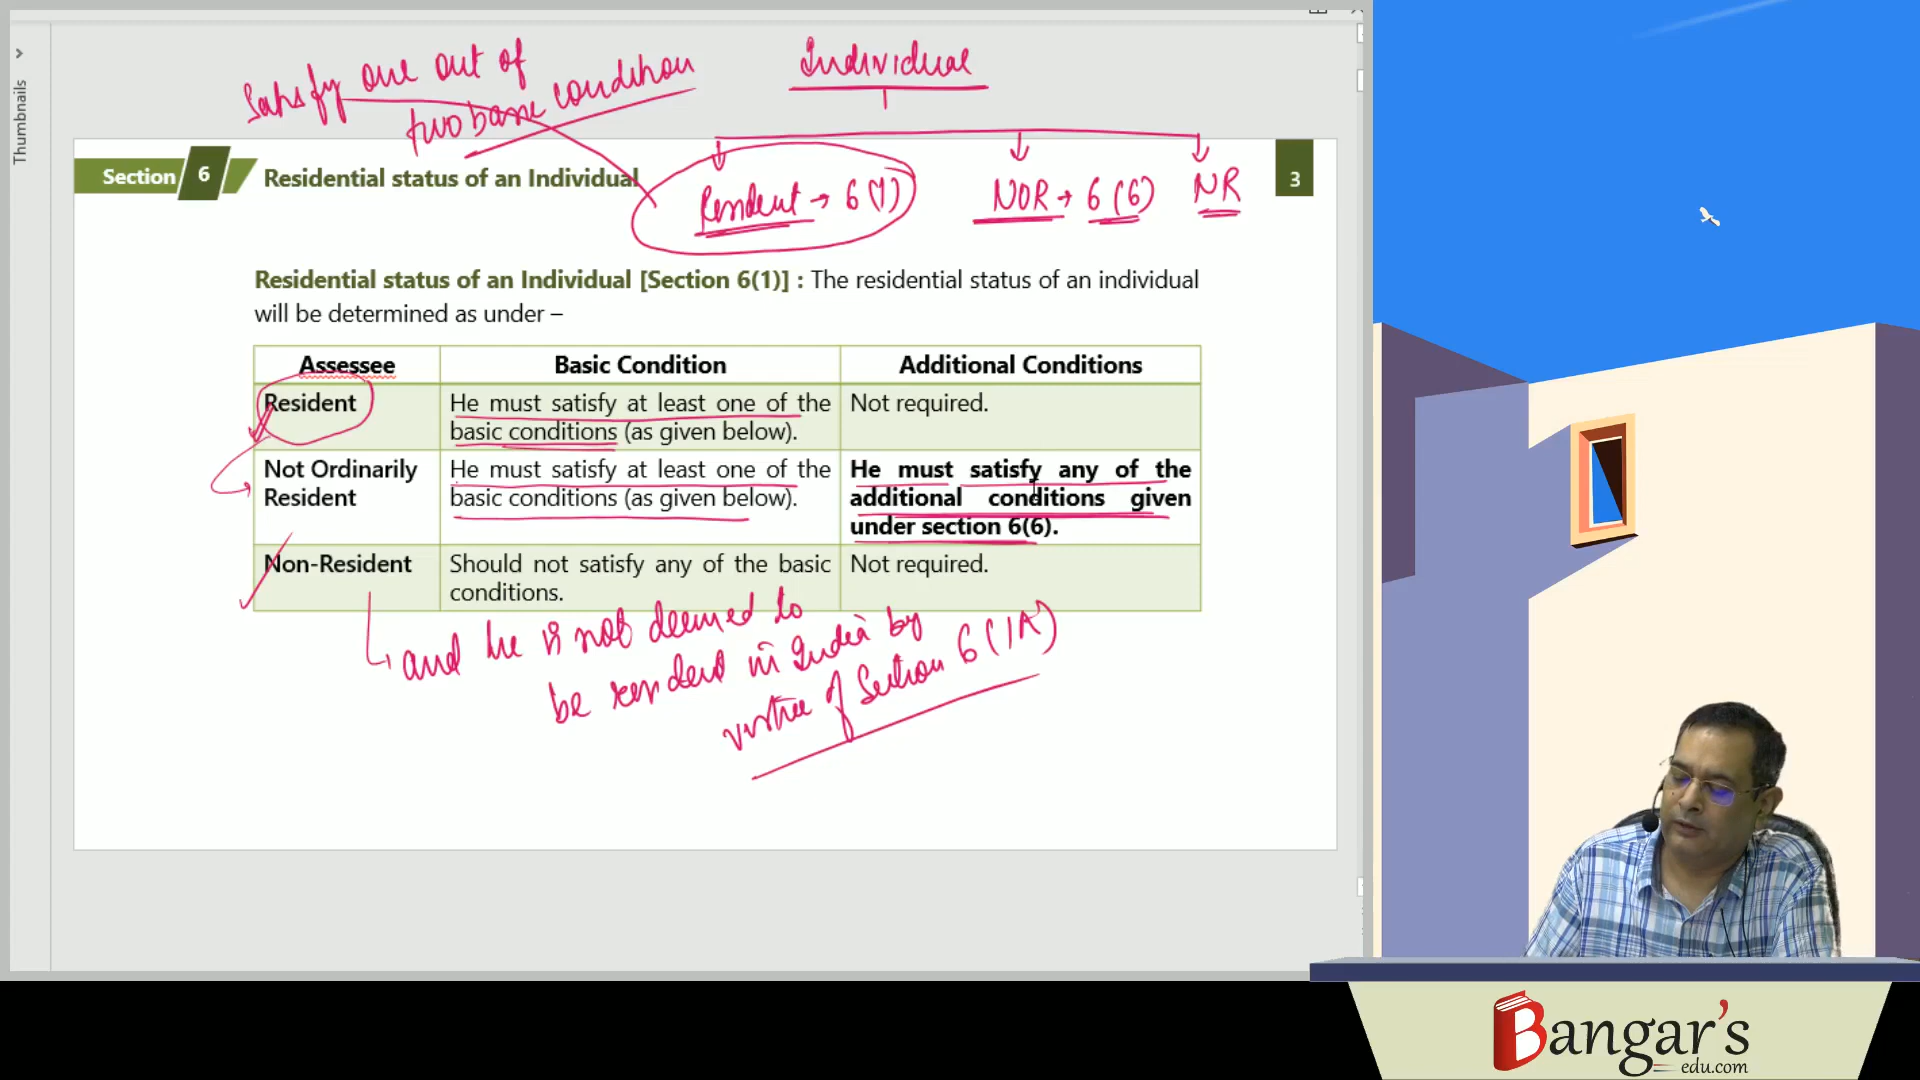 Thumbnails
Satisfy one out of
two basic condition
Individual
Resident → 6(1)
NOR → 6(6)
NR
Section 6 Residential status of an Individual
3
Residential status of an Individual [Section 6(1)] : The residential status of an individual
will be determined as under –
Assessee Basic Condition Additional Conditions
Resident He must satisfy at least one of the Not required.
basic conditions (as given below).
Not Ordinarily He must satisfy at least one of the He must satisfy any of the
Resident basic conditions (as given below). additional conditions given
under section 6(6).
Non-Resident Should not satisfy any of the basic Not required.
conditions.
and he is not deemed to
be resident in India by
virtue of Section 6(1A)
Bangar's
edu.com